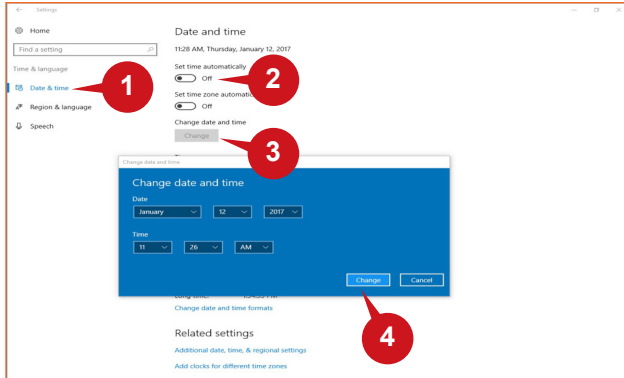 Settings
Home
Find a setting
Time & language
Date & time
Region & language
Speech
Date and time
11:28 AM, Thursday, January 12, 2017
Set time automatically
Off
Set time zone automatic
Off
Change date and time
Change
1
2
3
Change date and time
Change date and time
Date
January 12 2017
Time
11 26 AM
Change Cancel
4
Change date and time formats
Related settings
Additional date, time, & regional settings
Add clocks for different time zones